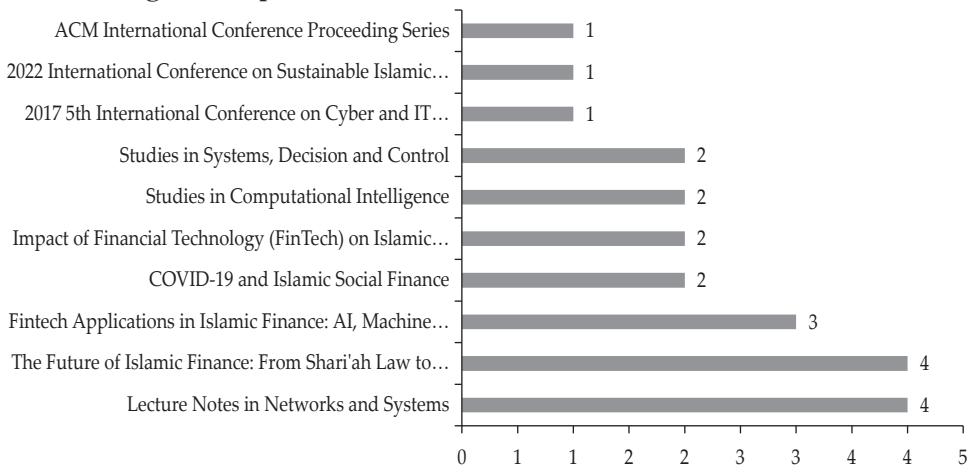 ACM International Conference Proceeding Series 1
2022 International Conference on Sustainable Islamic… 1
2017 5th International Conference on Cyber and IT… 1
Studies in Systems, Decision and Control 2
Studies in Computational Intelligence 2
Impact of Financial Technology (FinTech) on Islamic… 2
COVID-19 and Islamic Social Finance 2
Fintech Applications in Islamic Finance: AI, Machine… 3
The Future of Islamic Finance: From Shari'ah Law to… 4
Lecture Notes in Networks and Systems 4
0 1 1 2 2 3 3 4 4 5